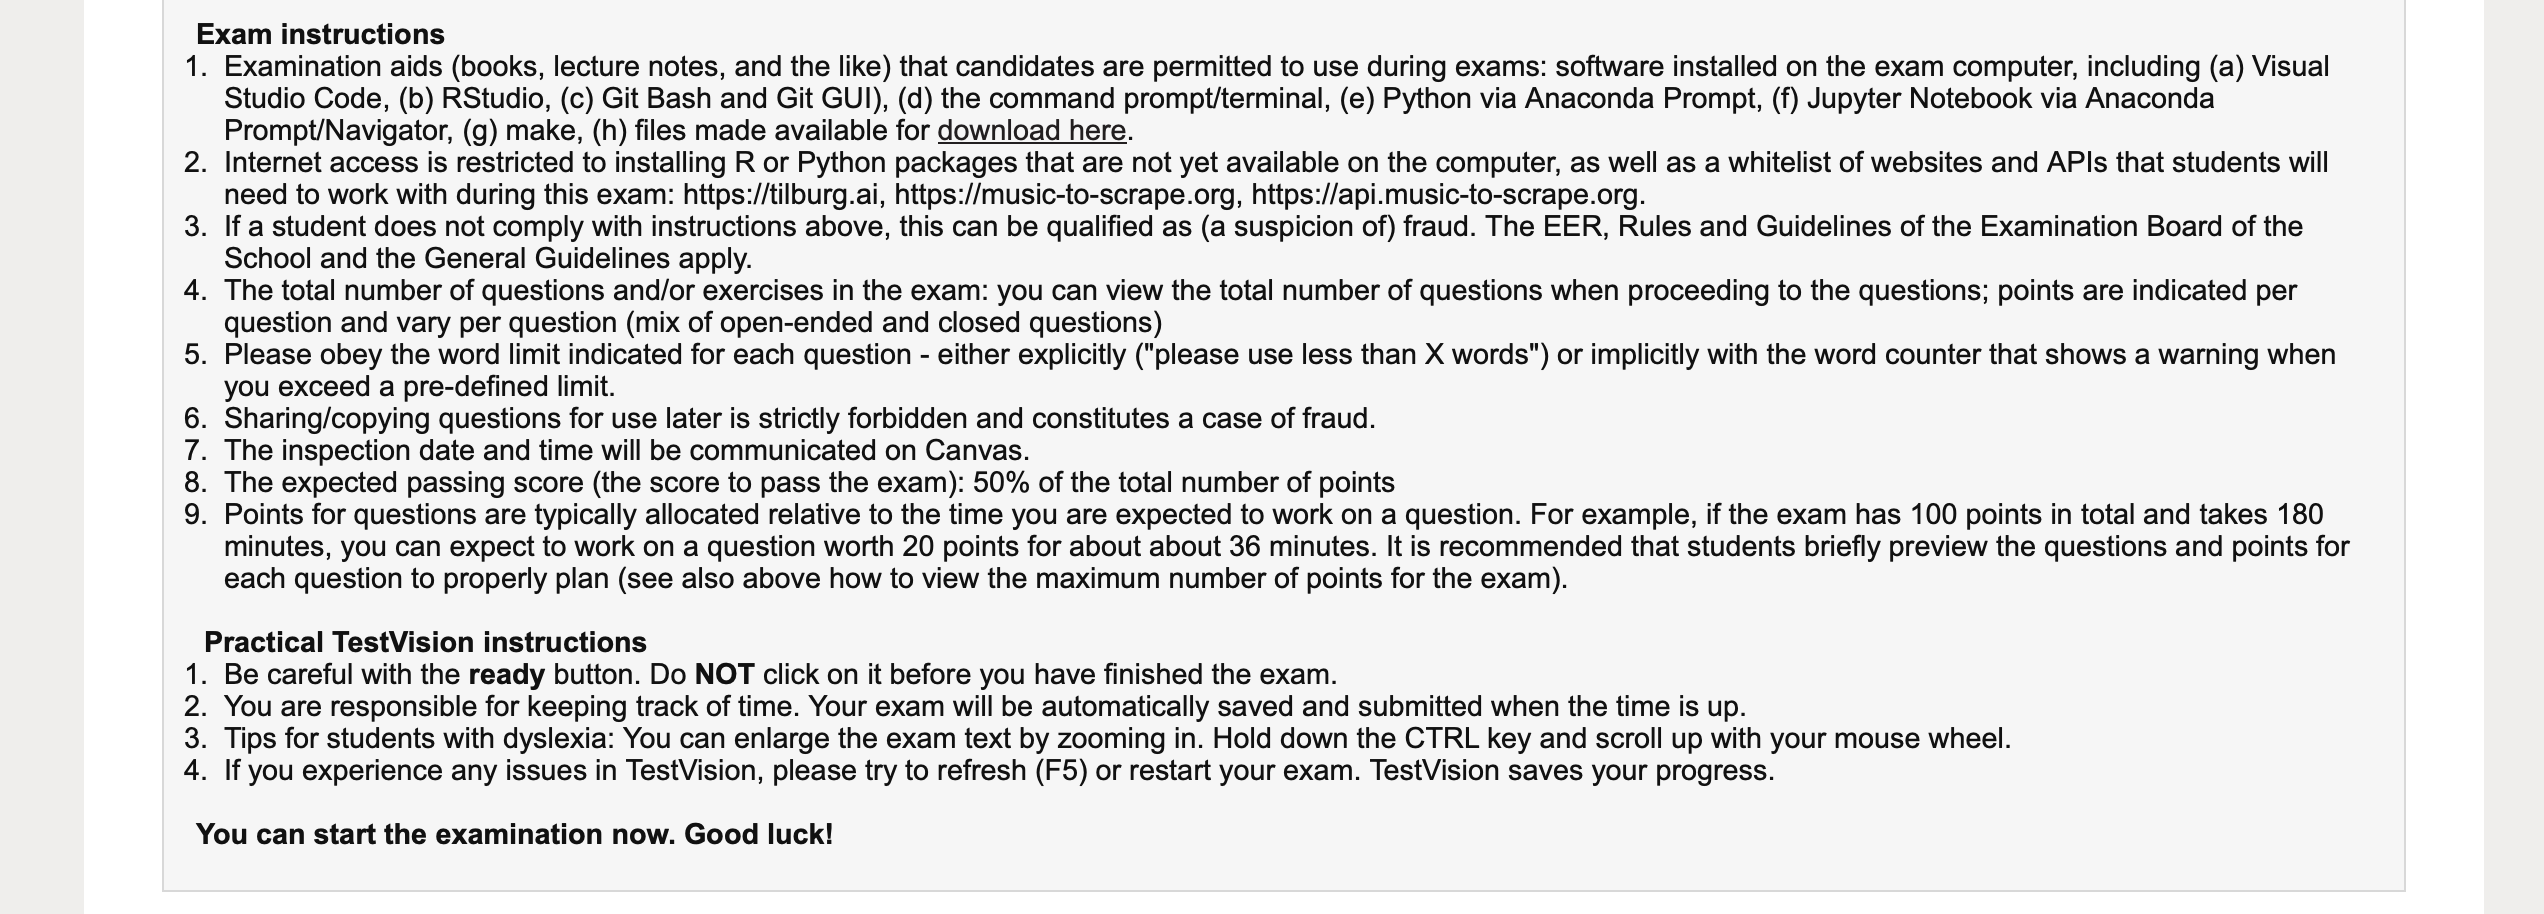 Exam instructions
1. Examination aids (books, lecture notes, and the like) that candidates are permitted to use during exams: software installed on the exam computer, including (a) Visual
Studio Code, (b) RStudio, (c) Git Bash and Git GUI), (d) the command prompt/terminal, (e) Python via Anaconda Prompt, (f) Jupyter Notebook via Anaconda
Prompt/Navigator, (g) make, (h) files made available for download here.
2. Internet access is restricted to installing R or Python packages that are not yet available on the computer, as well as a whitelist of websites and APIs that students will
need to work with during this exam: https://tilburg.ai, https://music-to-scrape.org, https://api.music-to-scrape.org.
3. If a student does not comply with instructions above, this can be qualified as (a suspicion of) fraud. The EER, Rules and Guidelines of the Examination Board of the
School and the General Guidelines apply.
4. The total number of questions and/or exercises in the exam: you can view the total number of questions when proceeding to the questions; points are indicated per
question and vary per question (mix of open-ended and closed questions)
5. Please obey the word limit indicated for each question - either explicitly ("please use less than X words") or implicitly with the word counter that shows a warning when
you exceed a pre-defined limit.
6. Sharing/copying questions for use later is strictly forbidden and constitutes a case of fraud.
7. The inspection date and time will be communicated on Canvas.
8. The expected passing score (the score to pass the exam): 50% of the total number of points
9. Points for questions are typically allocated relative to the time you are expected to work on a question. For example, if the exam has 100 points in total and takes 180
minutes, you can expect to work on a question worth 20 points for about about 36 minutes. It is recommended that students briefly preview the questions and points for
each question to properly plan (see also above how to view the maximum number of points for the exam).
Practical TestVision instructions
1. Be careful with the ready button. Do NOT click on it before you have finished the exam.
2. You are responsible for keeping track of time. Your exam will be automatically saved and submitted when the time is up.
3. Tips for students with dyslexia: You can enlarge the exam text by zooming in. Hold down the CTRL key and scroll up with your mouse wheel.
4. If you experience any issues in TestVision, please try to refresh (F5) or restart your exam. TestVision saves your progress.
You can start the examination now. Good luck!